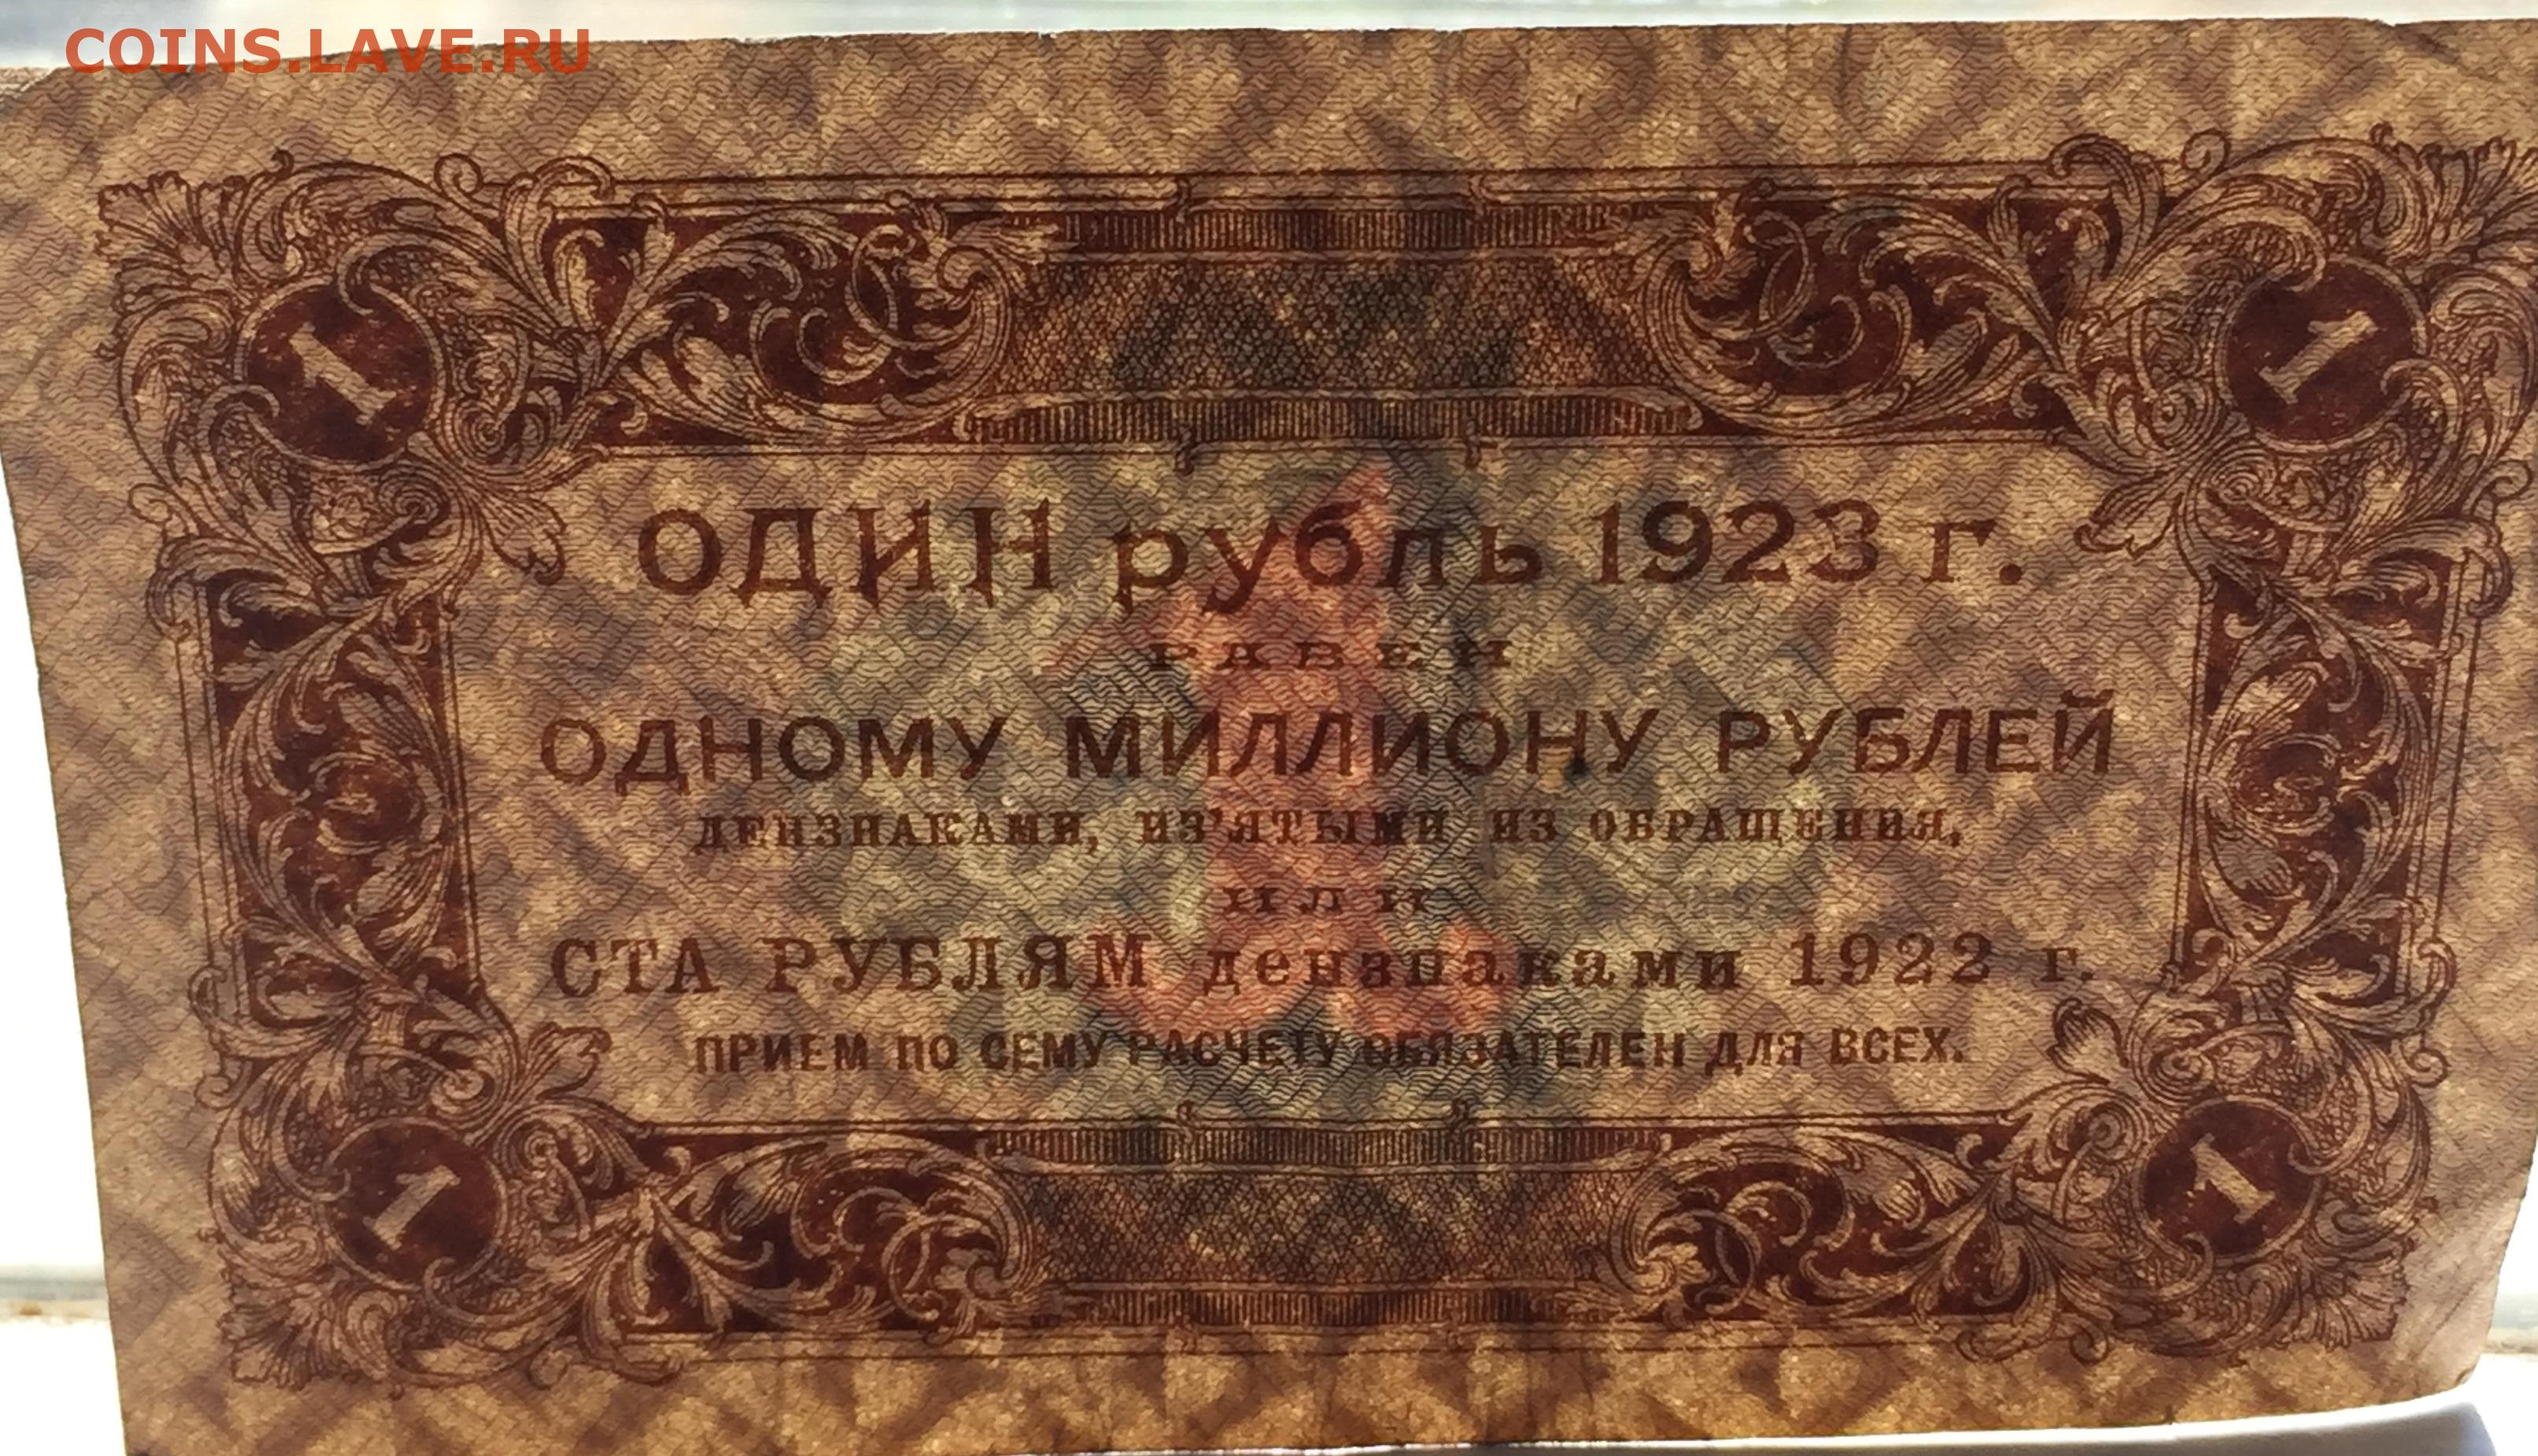 COINS.LAVE.RU
1 1
ОДИН рубль 1923 г.
РАВЕН
ОДНОМУ МИЛЛИОНУ РУБЛЕЙ
ДЕНЗНАКАМИ, ИЗ'ЯТЫМИ ИЗ ОБРАЩЕНИЯ,
ИЛИ
СТА РУБЛЯМ дензнаками 1922 г.
ПРИЕМ ПО СЕМУ РАСЧЕТУ ОБЯЗАТЕЛЕН ДЛЯ ВСЕХ.
1 1